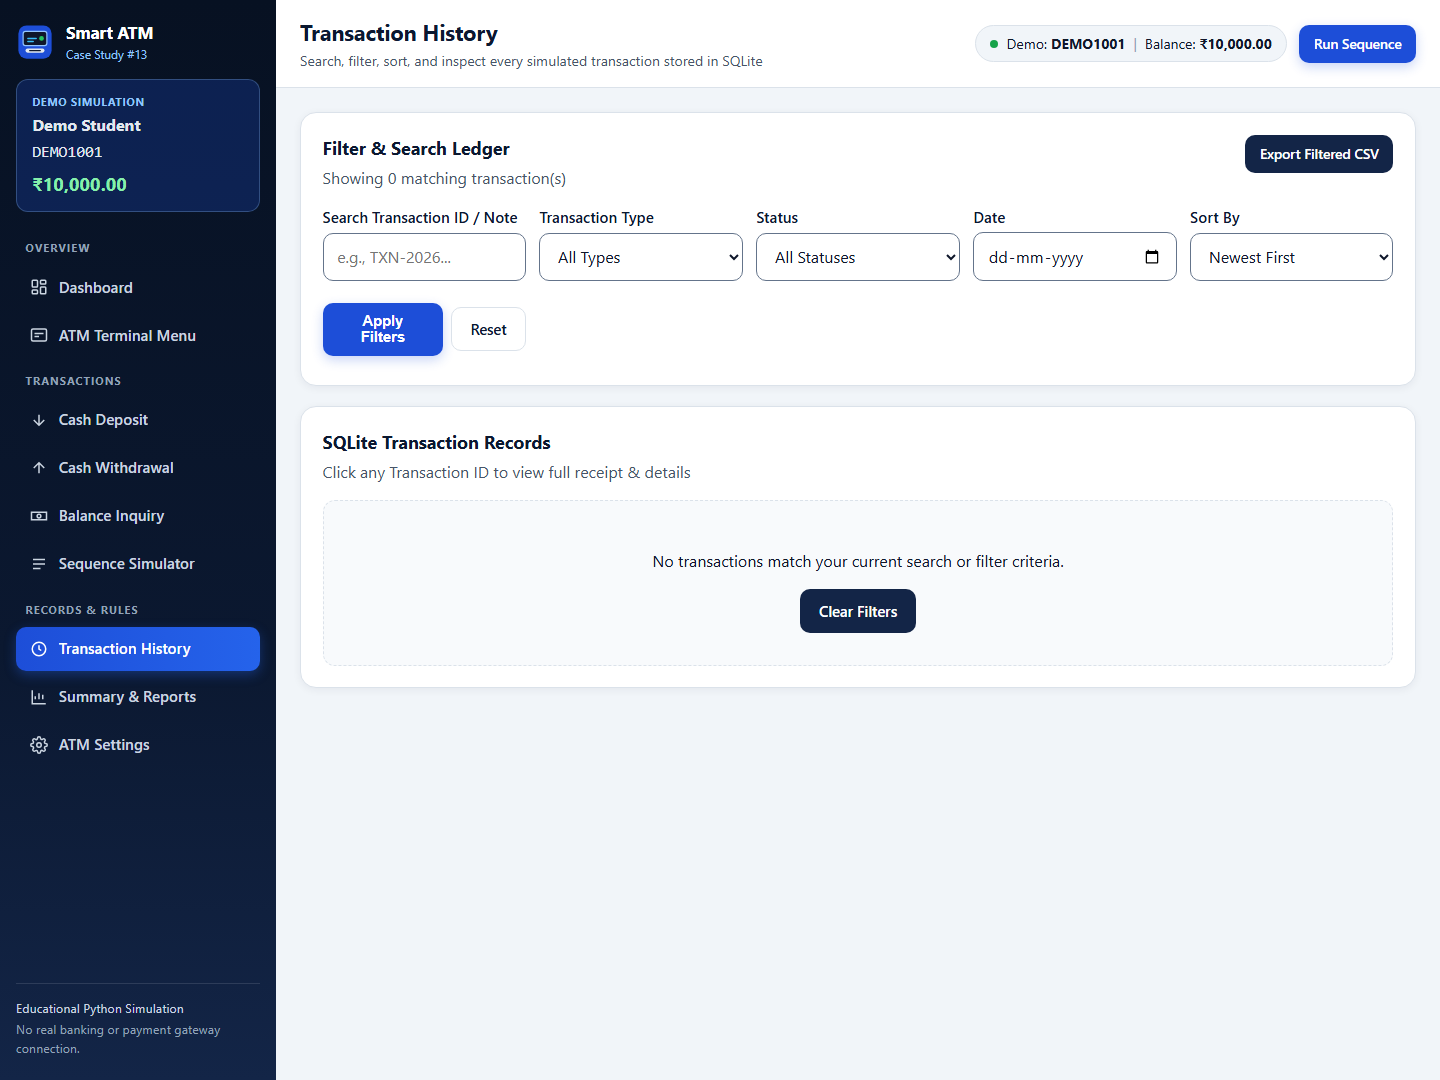 Smart ATM
Case Study #13
DEMO SIMULATION
Demo Student
DEMO1001
₹10,000.00
OVERVIEW
Dashboard
ATM Terminal Menu
TRANSACTIONS
Cash Deposit
Cash Withdrawal
Balance Inquiry
Sequence Simulator
RECORDS & RULES
Transaction History
Summary & Reports
ATM Settings
Educational Python Simulation
No real banking or payment gateway
connection.
Transaction History
Search, filter, sort, and inspect every simulated transaction stored in SQLite
Demo: DEMO1001 | Balance: ₹10,000.00
Run Sequence
Filter & Search Ledger
Showing 0 matching transaction(s)
Export Filtered CSV
Search Transaction ID / Note
e.g., TXN-2026...
Transaction Type
All Types
Status
All Statuses
Date
dd-mm-yyyy
Sort By
Newest First
Apply
Filters
Reset
SQLite Transaction Records
Click any Transaction ID to view full receipt & details
No transactions match your current search or filter criteria.
Clear Filters